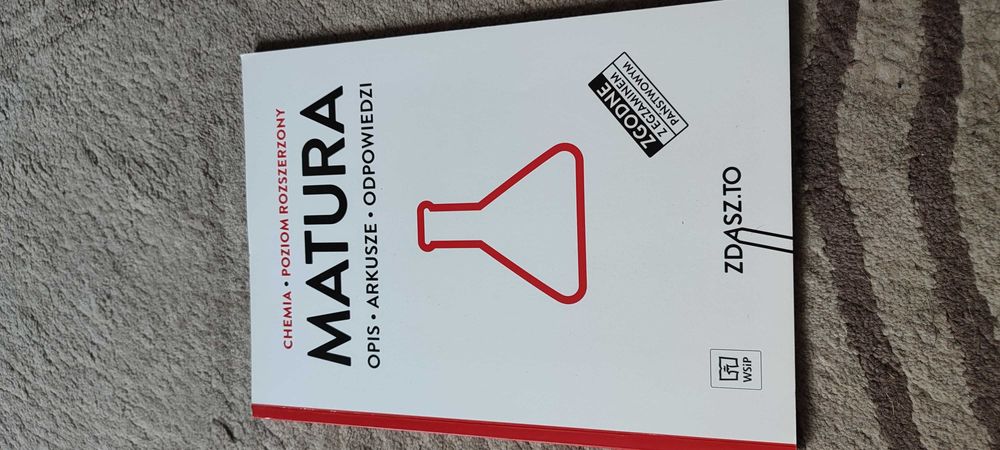 CHEMIA • POZIOM ROZSZERZONY
MATURA
OPIS • ARKUSZE • ODPOWIEDZI
ZGODNE
Z EGZAMINEM
PAŃSTWOWYM
ZDASZ.TO
WSiP